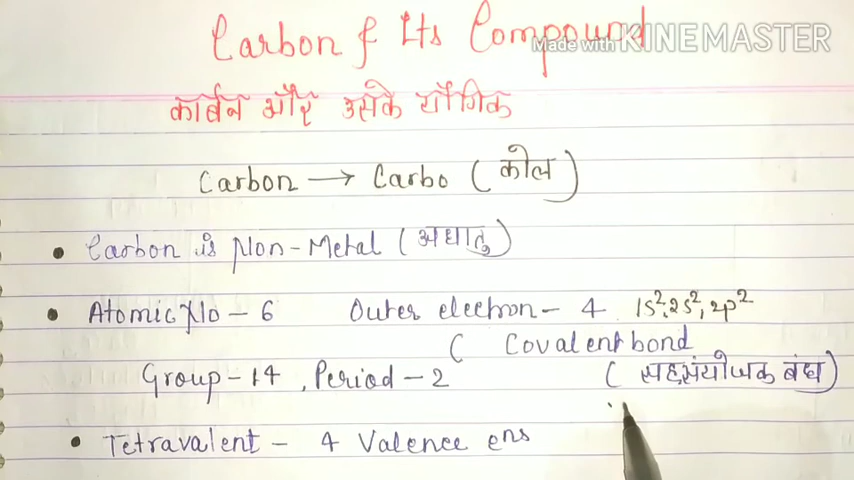 Carbon & Its Compound
Made with KINEMASTER
कार्बन और उसके यौगिक
Carbon → Carbo (कोल)
• Carbon is Non-Metal (अधातु)
• Atomic No - 6 Outer electron - 4 1s², 2s², 2p²
( Covalent bond
Group - 14, Period - 2 ( सहसंयोजक बंध)
• Tetravalent - 4 Valence ens